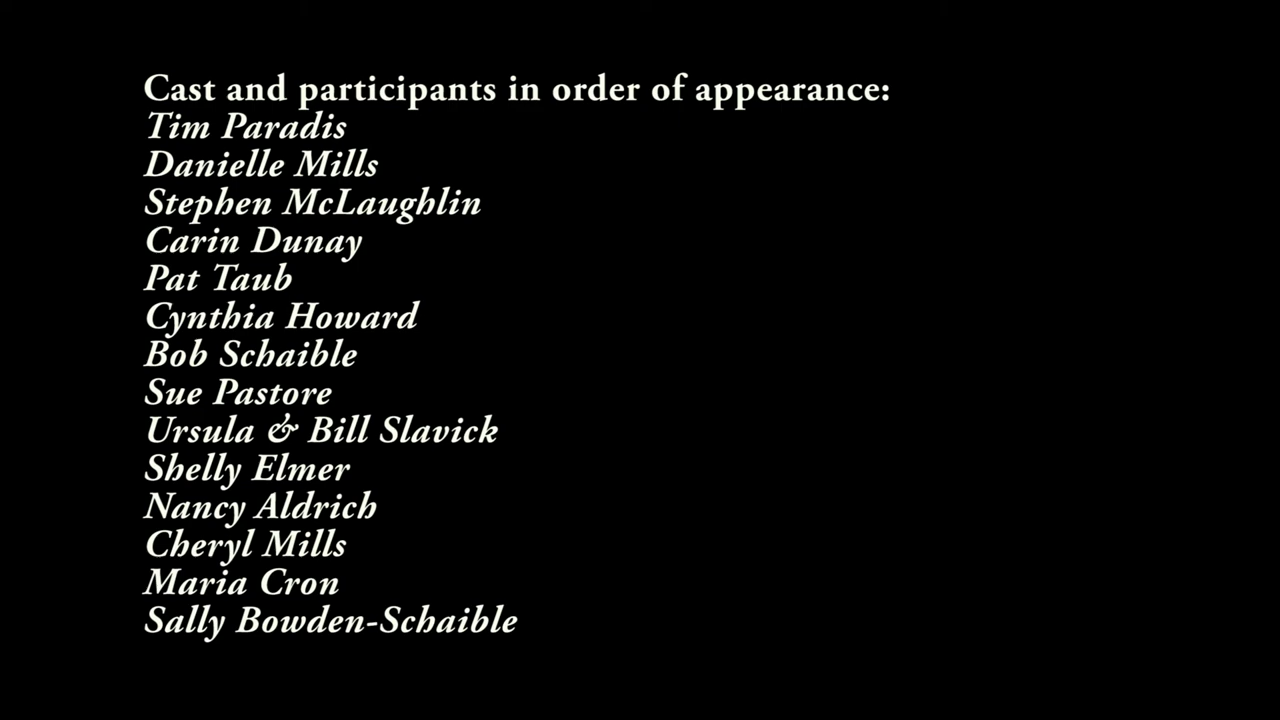 Cast and participants in order of appearance:
Tim Paradis
Danielle Mills
Stephen McLaughlin
Carin Dunay
Pat Taub
Cynthia Howard
Bob Schaible
Sue Pastore
Ursula & Bill Slavick
Shelly Elmer
Nancy Aldrich
Cheryl Mills
Maria Cron
Sally Bowden-Schaible